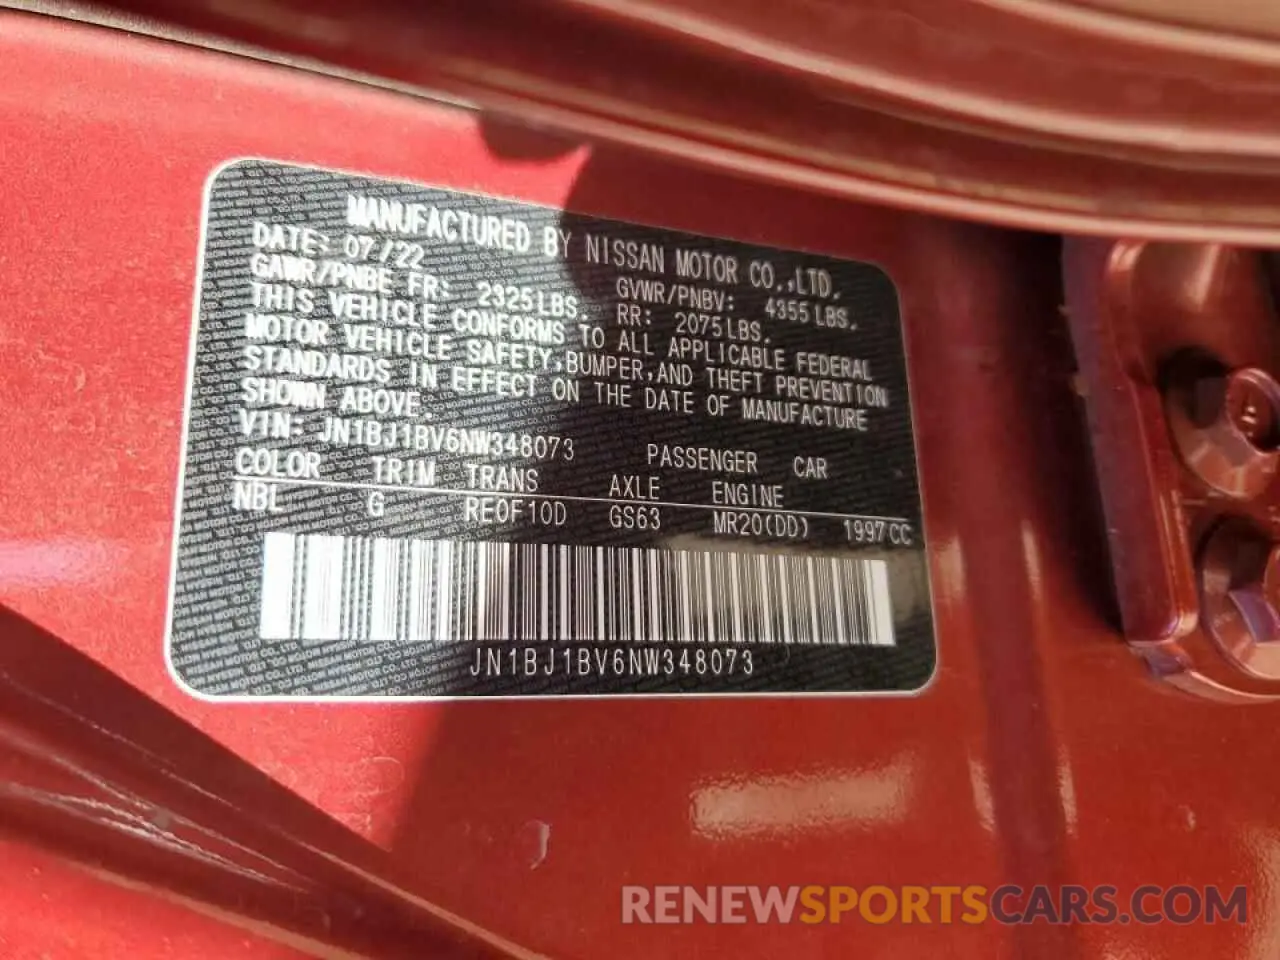 MANUFACTURED BY NISSAN MOTOR CO.,LTD.
DATE: 07/22 GVWR/PNBV: 4355LBS.
GAWR/PNBE FR: 2325LBS. RR: 2075LBS.
THIS VEHICLE CONFORMS TO ALL APPLICABLE FEDERAL
MOTOR VEHICLE SAFETY,BUMPER,AND THEFT PREVENTION
STANDARDS IN EFFECT ON THE DATE OF MANUFACTURE
SHOWN ABOVE.
VIN: JN1BJ1BV6NW348073 PASSENGER CAR
COLOR TRIM TRANS AXLE ENGINE
NBL G RE0F10D GS63 MR20(DD) 1997CC
JN1BJ1BV6NW348073
RENEWSPORTSCARS.COM